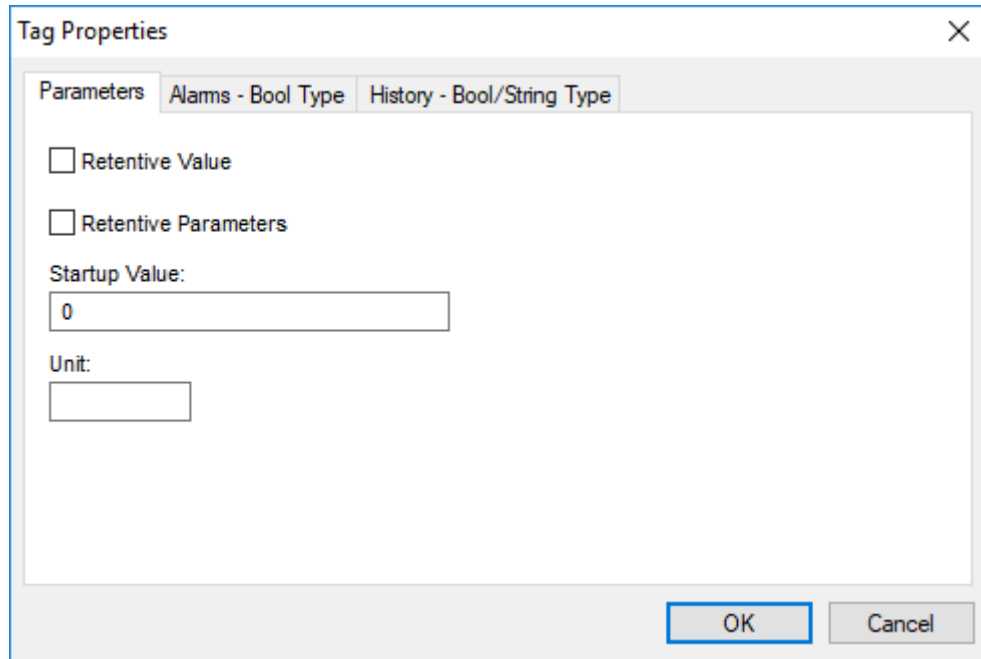 Tag Properties
Parameters Alarms - Bool Type History - Bool/String Type
Retentive Value
Retentive Parameters
Startup Value:
0
Unit:
OK Cancel